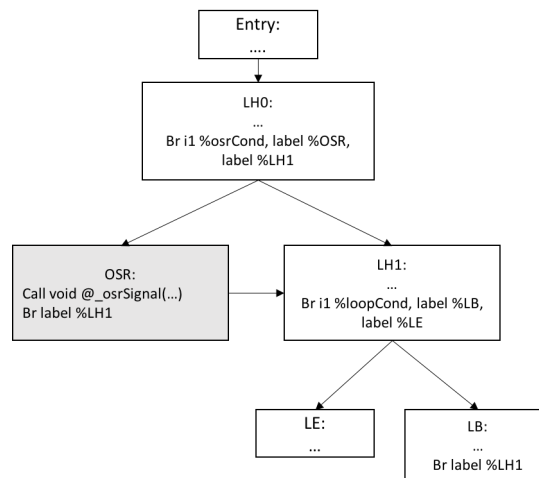 Entry:
....
LH0:
...
Br i1 %osrCond, label %OSR,
label %LH1
OSR:
Call void @_osrSignal(...)
Br label %LH1
LH1:
...
Br i1 %loopCond, label %LB,
label %LE
LE:
...
LB:
...
Br label %LH1